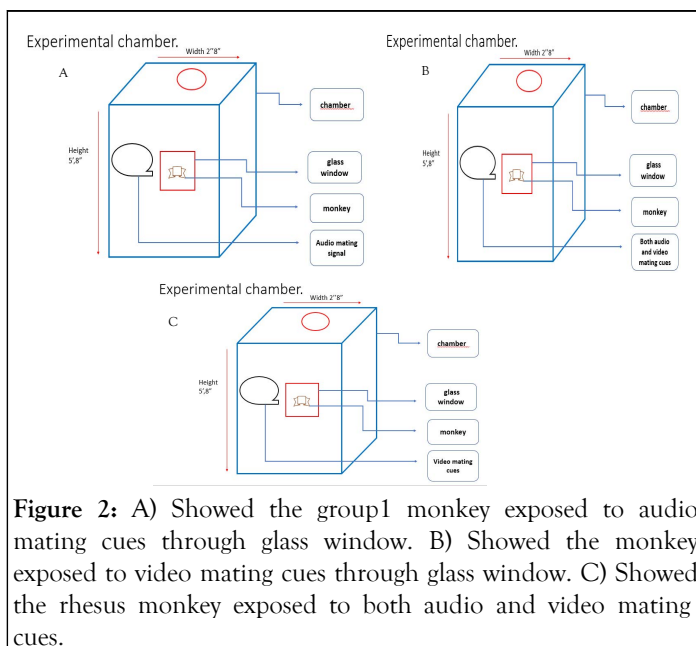 Experimental chamber.
Width 2"8"
A
chamber
Height
5',8"
glass
window
monkey
Audio mating
signal
Experimental chamber.
Width 2"8"
B
chamber
Height
5',8"
glass
window
monkey
Both audio
and video
mating cues
Experimental chamber.
Width 2"8"
C
chamber
Height
5',8"
glass
window
monkey
Video mating
cues
Figure 2: A) Showed the group1 monkey exposed to audio
mating cues through glass window. B) Showed the monkey
exposed to video mating cues through glass window. C) Showed
the rhesus monkey exposed to both audio and video mating
cues.